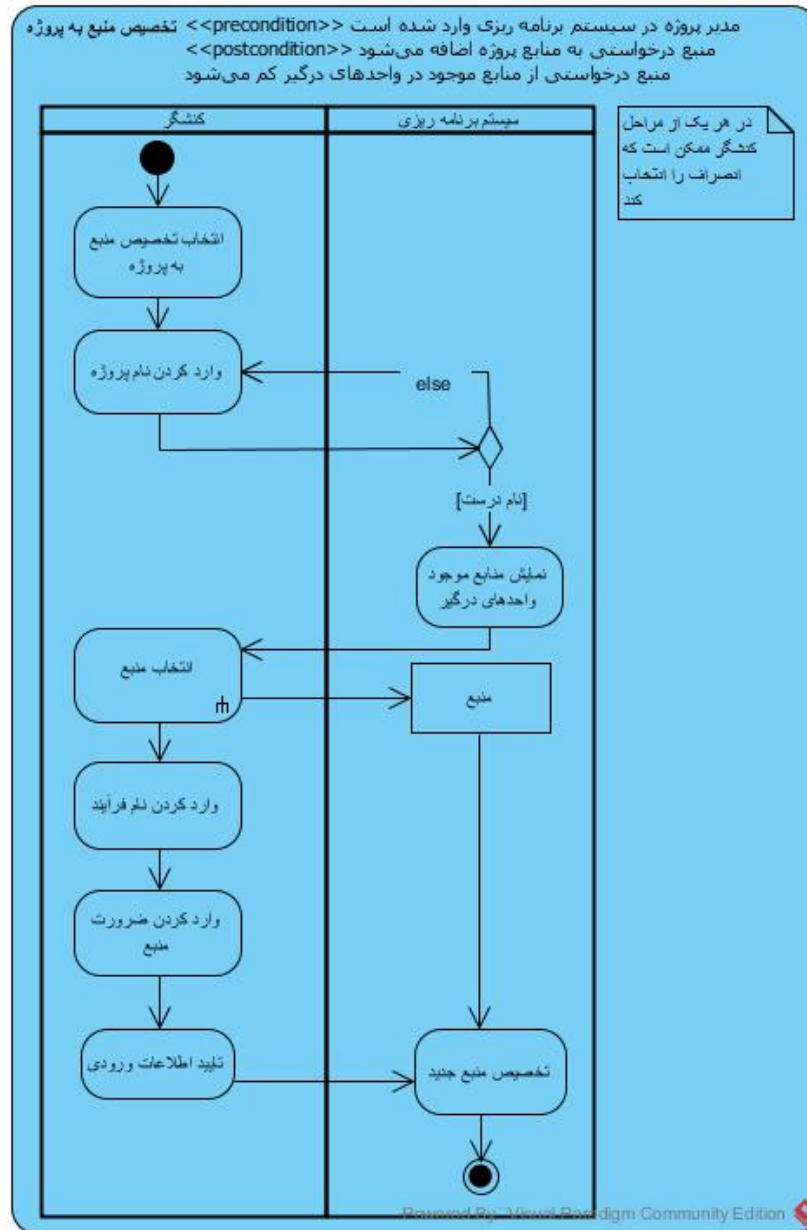 تخصیص منبع به پروژه <<precondition>> مدیر پروژه در سیستم برنامه ریزی وارد شده است
<<postcondition>> منبع درخواستی به منابع پروژه اضافه می‌شود
منبع درخواستی از منابع موجود در واحدهای درگیر کم می‌شود
کنشگر
سیستم برنامه ریزی
در هر یک از مراحل
کنشگر ممکن است که
انصراف را انتخاب
کند
انتخاب تخصیص منبع
به پروژه
وارد کردن نام پروژه
else
[نام درست]
نمایش منابع موجود
واحدهای درگیر
انتخاب منبع
منبع
وارد کردن نام فرآیند
وارد کردن ضرورت
منبع
تایید اطلاعات ورودی
تخصیص منبع جدید
Powered By Visual Paradigm Community Edition